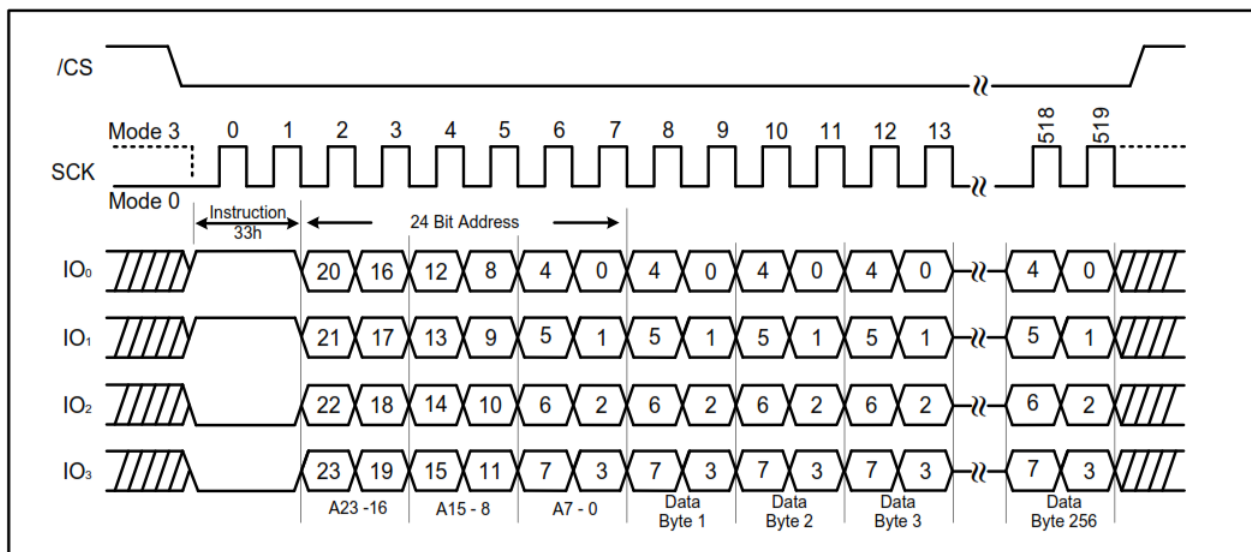 /CS
Mode 3 0 1 2 3 4 5 6 7 8 9 10 11 12 13 518 519
SCK
Mode 0
Instruction
33h
24 Bit Address
IO₀ 20 16 12 8 4 0 4 0 4 0 4 0 4 0
IO₁ 21 17 13 9 5 1 5 1 5 1 5 1 5 1
IO₂ 22 18 14 10 6 2 6 2 6 2 6 2 6 2
IO₃ 23 19 15 11 7 3 7 3 7 3 7 3 7 3
A23 -16 A15 - 8 A7 - 0 Data Data Data Data
Byte 1 Byte 2 Byte 3 Byte 256